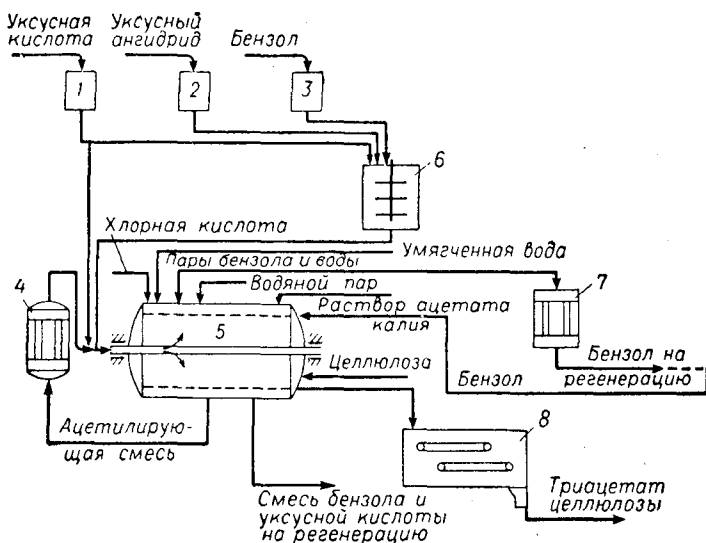 Уксусная
кислота
Уксусный
ангидрид
Бензол
1
2
3
6
Хлорная кислота
Умягченная вода
Пары бензола и воды
4
Водяной пар
7
Раствор ацетата
калия
5
Целлюлоза
Бензол на
регенерацию
Бензол
Ацетилирую-
щая смесь
8
Смесь бензола и
уксусной кислоты
на регенерацию
Триацетат
целлюлозы